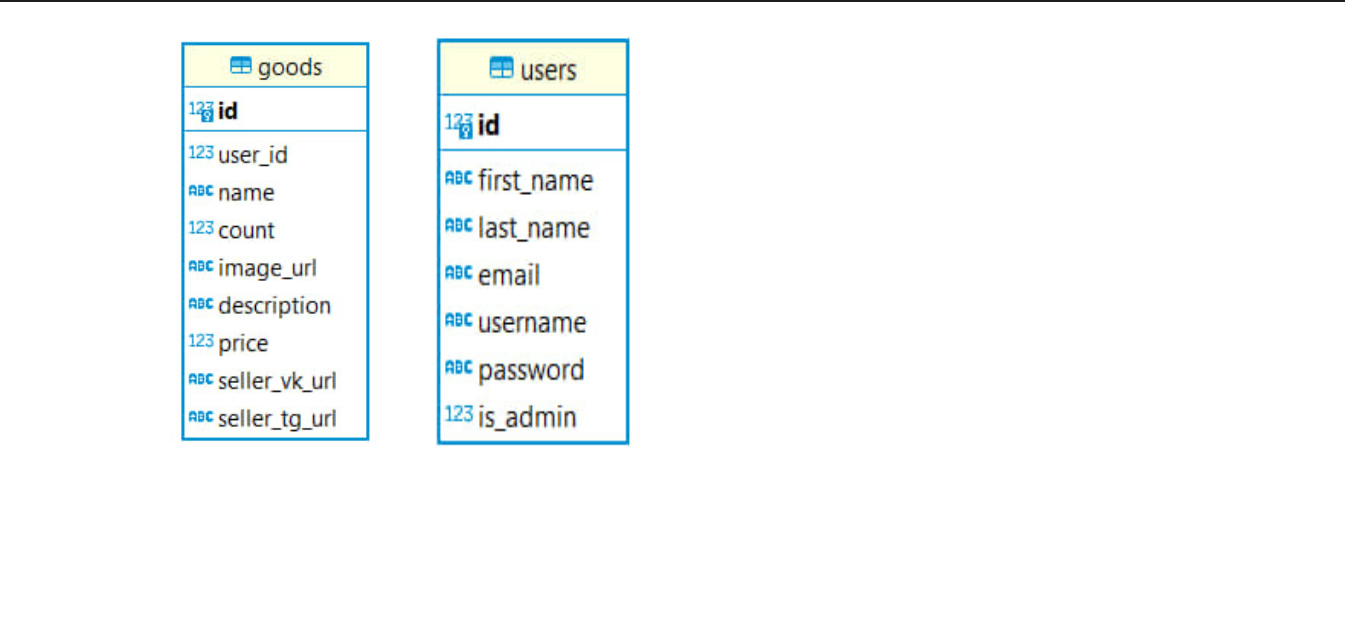 goods
123 id
123 user_id
ABC name
123 count
ABC image_url
ABC description
123 price
ABC seller_vk_url
ABC seller_tg_url
users
123 id
ABC first_name
ABC last_name
ABC email
ABC username
ABC password
123 is_admin